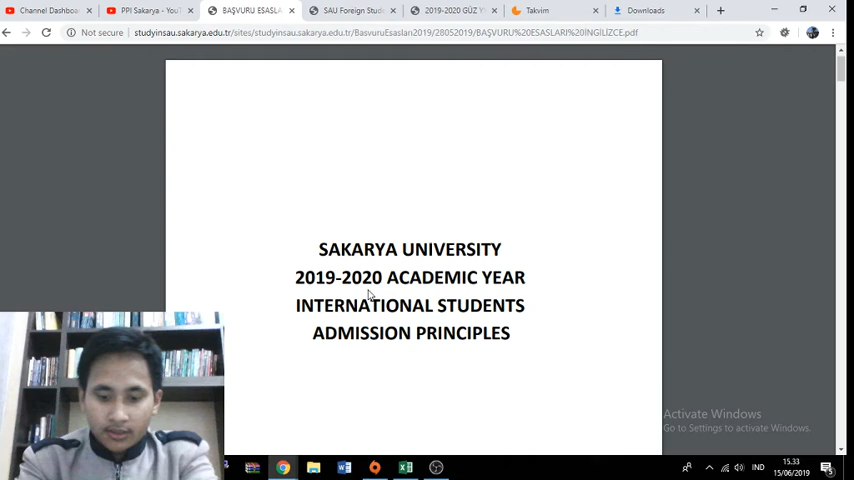 Channel Dashboa
PPI Sakarya - YouT
BAŞVURU ESASLA
SAU Foreign Stude
2019-2020 GÜZ Y
Takvim
Downloads
Not secure
studyinsau.sakarya.edu.tr/sites/studyinsau.sakarya.edu.tr/BasvuruEsaslari2019/28052019/BAŞVURU%20ESASLARI%20İNGİLİZCE.pdf
SAKARYA UNIVERSITY
2019-2020 ACADEMIC YEAR
INTERNATIONAL STUDENTS
ADMISSION PRINCIPLES
Activate Windows
Go to Settings to activate Windows.
IND
15.33
15/06/2019
5